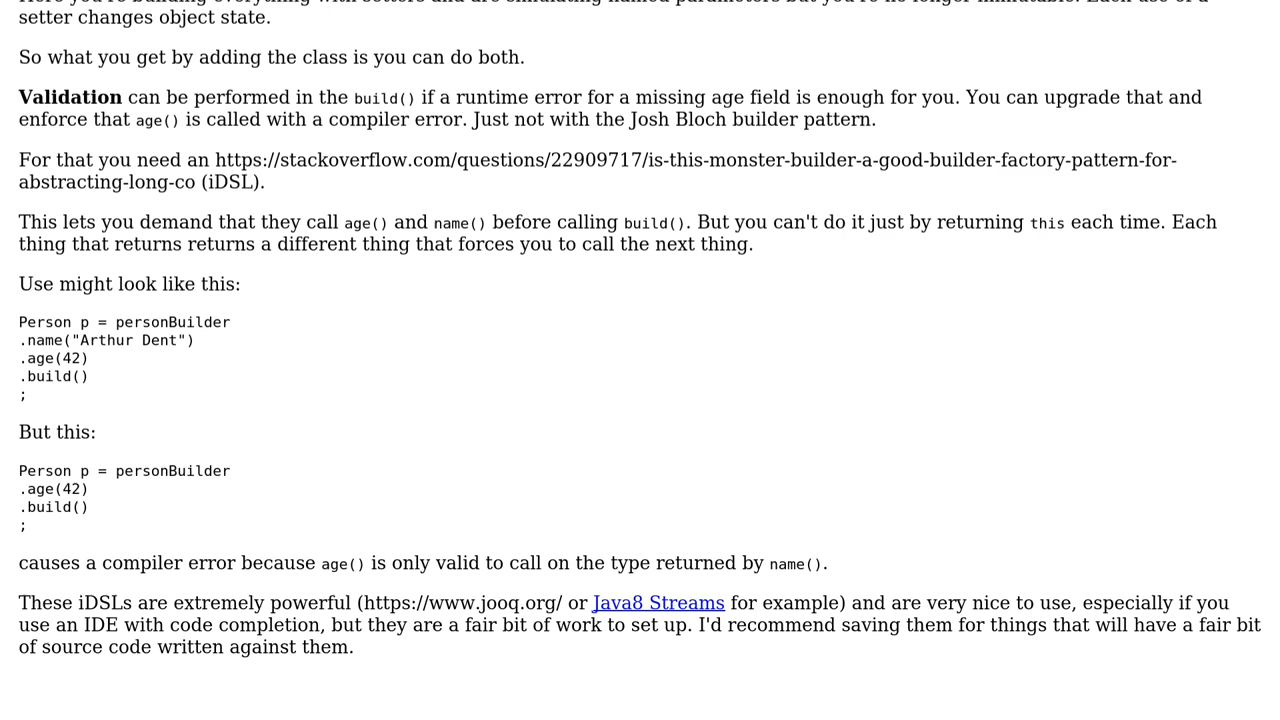 setter changes object state.
So what you get by adding the class is you can do both.
Validation can be performed in the build() if a runtime error for a missing age field is enough for you. You can upgrade that and
enforce that age() is called with a compiler error. Just not with the Josh Bloch builder pattern.
For that you need an https://stackoverflow.com/questions/22909717/is-this-monster-builder-a-good-builder-factory-pattern-for-
abstracting-long-co (iDSL).
This lets you demand that they call age() and name() before calling build(). But you can't do it just by returning this each time. Each
thing that returns returns a different thing that forces you to call the next thing.
Use might look like this:
Person p = personBuilder
.name("Arthur Dent")
.age(42)
.build()
;
But this:
Person p = personBuilder
.age(42)
.build()
;
causes a compiler error because age() is only valid to call on the type returned by name().
These iDSLs are extremely powerful (https://www.jooq.org/ or Java8 Streams for example) and are very nice to use, especially if you
use an IDE with code completion, but they are a fair bit of work to set up. I'd recommend saving them for things that will have a fair bit
of source code written against them.